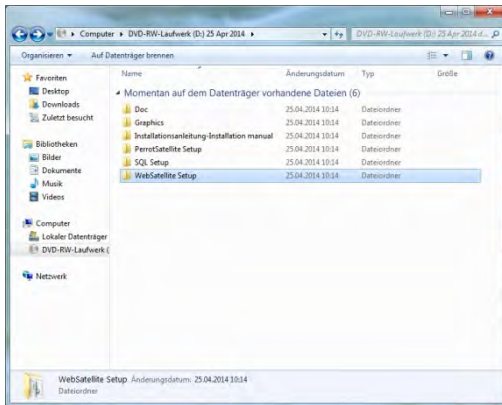 Computer ▸ DVD-RW-Laufwerk (D:) 25 Apr 2014 ▸
DVD-RW-Laufwerk (D:) 25 Apr 2014 d...
Organisieren ▾ Auf Datenträger brennen
Name Änderungsdatum Typ Größe
Favoriten
Desktop
Downloads
Zuletzt besucht
Bibliotheken
Bilder
Dokumente
Musik
Videos
Computer
Lokaler Datenträger
DVD-RW-Laufwerk (
Netzwerk
Momentan auf dem Datenträger vorhandene Dateien (6)
Doc 25.04.2014 10:14 Dateiordner
Graphics 25.04.2014 10:14 Dateiordner
Installationsanleitung-Installation manual 25.04.2014 10:14 Dateiordner
PerrotSatellite Setup 25.04.2014 10:14 Dateiordner
SQL Setup 25.04.2014 10:14 Dateiordner
WebSatellite Setup 25.04.2014 10:14 Dateiordner
WebSatellite Setup Änderungsdatum: 25.04.2014 10:14
Dateiordner